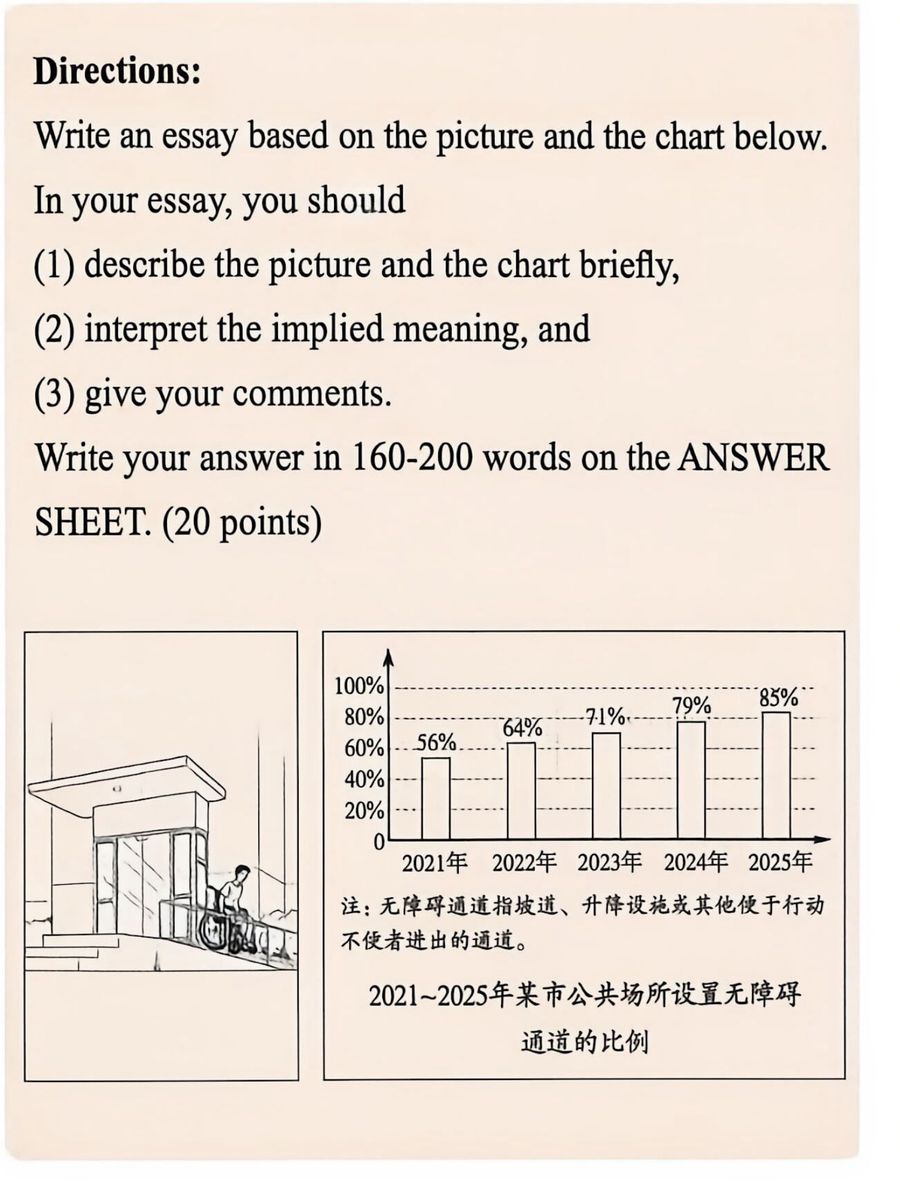 Directions:
Write an essay based on the picture and the chart below.
In your essay, you should
(1) describe the picture and the chart briefly,
(2) interpret the implied meaning, and
(3) give your comments.
Write your answer in 160-200 words on the ANSWER
SHEET. (20 points)
100%
80%
60%
40%
20%
0
56%
64%
71%
79%
85%
2021年 2022年 2023年 2024年 2025年
注：无障碍通道指坡道、升降设施或其他便于行动
不便者进出的通道。
2021~2025年某市公共场所设置无障碍
通道的比例